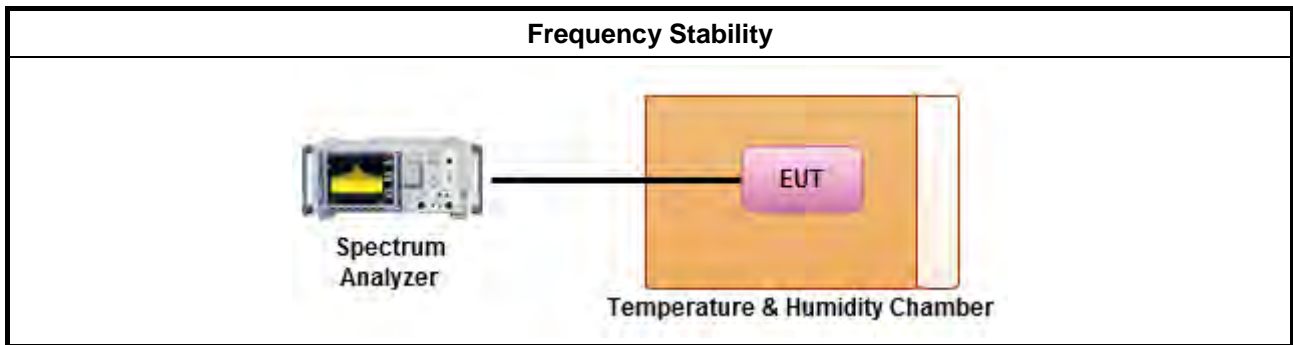 Frequency Stability
EUT
Spectrum
Analyzer
Temperature & Humidity Chamber